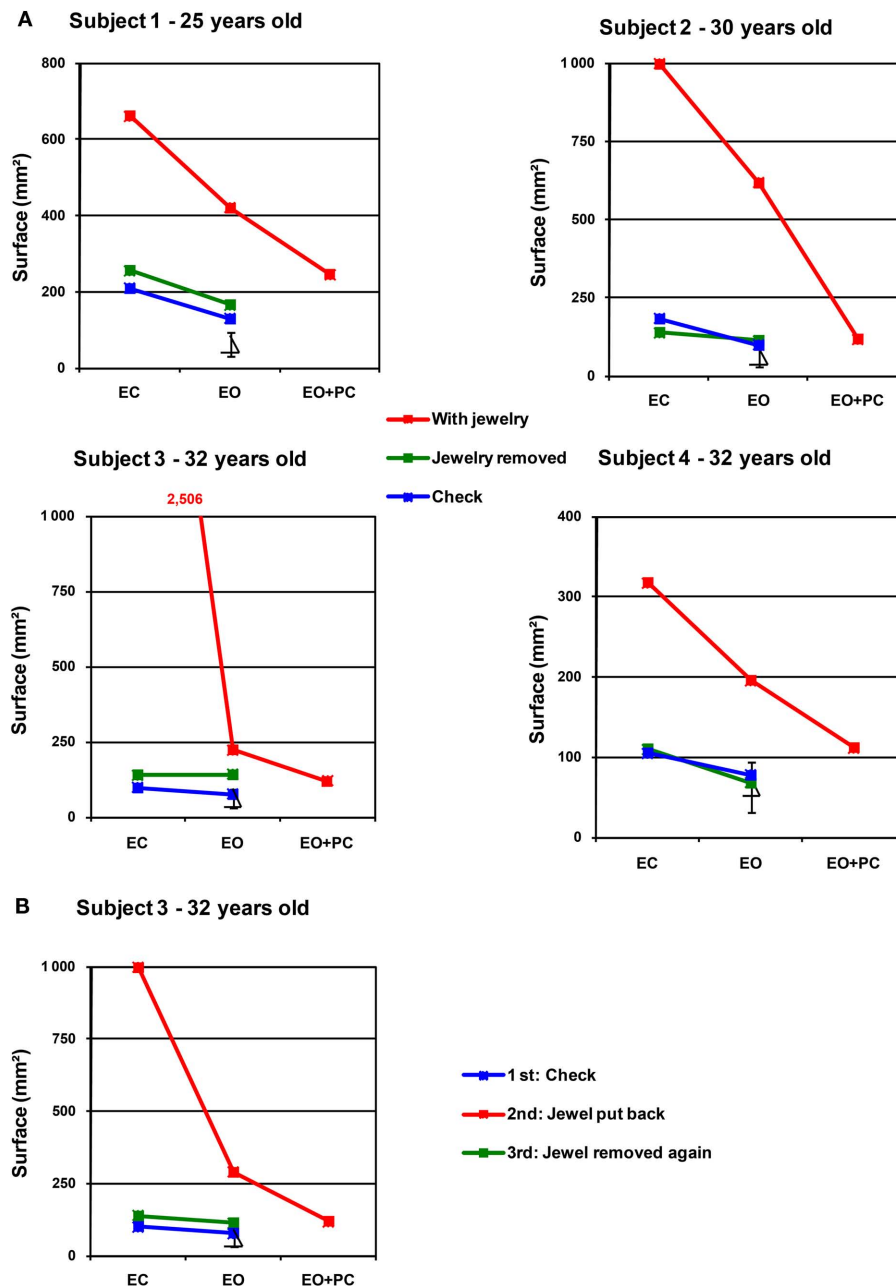 A
Subject 1 - 25 years old
Surface (mm²)
800
600
400
200
0
EC
EO
EO+PC
Subject 2 - 30 years old
Surface (mm²)
1 000
750
500
250
0
EC
EO
EO+PC
With jewelry
Jewelry removed
Check
Subject 3 - 32 years old
2,506
Surface (mm²)
1 000
750
500
250
0
EC
EO
EO+PC
Subject 4 - 32 years old
Surface (mm²)
400
300
200
100
0
EC
EO
EO+PC
B
Subject 3 - 32 years old
Surface (mm²)
1 000
750
500
250
0
EC
EO
EO+PC
1 st: Check
2nd: Jewel put back
3rd: Jewel removed again